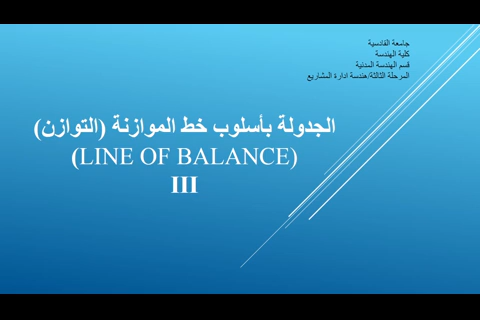 جامعة القادسية
كلية الهندسة
قسم الهندسة المدنية
المرحلة الثالثة/هندسة ادارة المشاريع
الجدولة بأسلوب خط الموازنة (التوازن)
(LINE OF BALANCE)
III